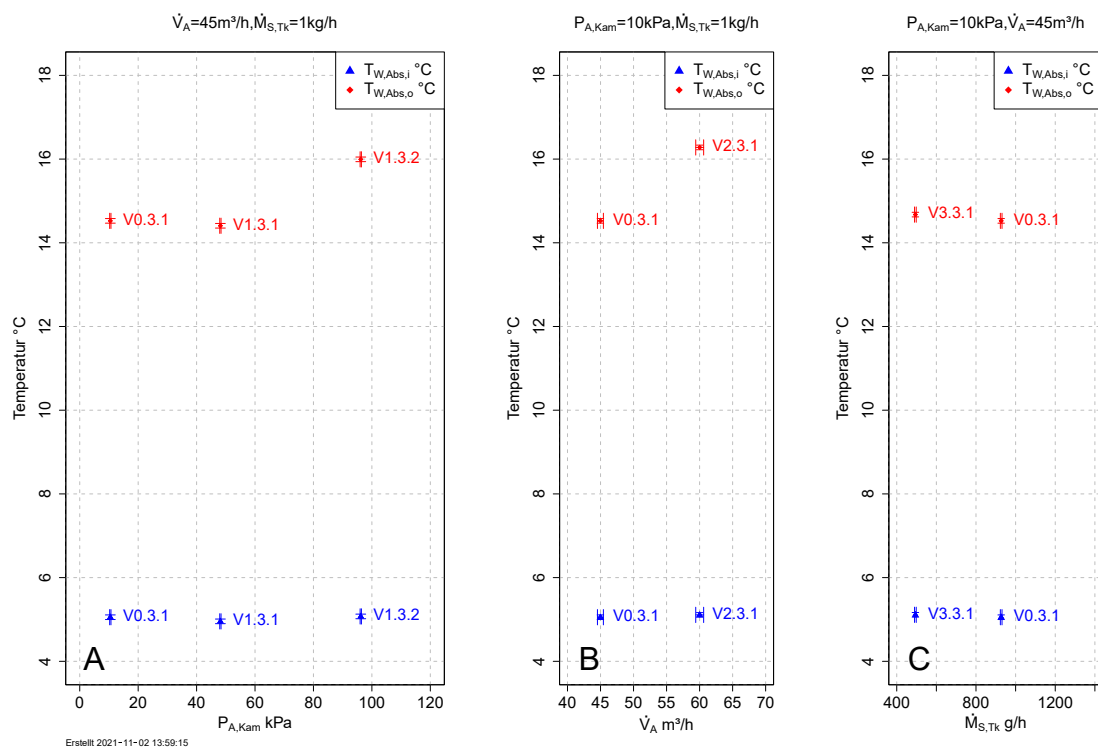 V̇A=45m³/h,ṀS,Tk=1kg/h
TW,Abs,i °C
TW,Abs,o °C
Temperatur °C
18
16
14
12
10
8
6
4
V1.3.2
V0.3.1
V1.3.1
V0.3.1
V1.3.1
V1.3.2
A
0 20 40 60 80 100 120
PA,Kam kPa
PA,Kam=10kPa,ṀS,Tk=1kg/h
TW,Abs,i °C
TW,Abs,o °C
Temperatur °C
18
16
14
12
10
8
6
4
V2.3.1
V0.3.1
V0.3.1
V2.3.1
B
40 45 50 55 60 65 70
V̇A m³/h
PA,Kam=10kPa,V̇A=45m³/h
TW,Abs,i °C
TW,Abs,o °C
Temperatur °C
18
16
14
12
10
8
6
4
V3.3.1
V0.3.1
V3.3.1
V0.3.1
C
400 800 1200
ṀS,Tk g/h
Erstellt 2021-11-02 13:59:15